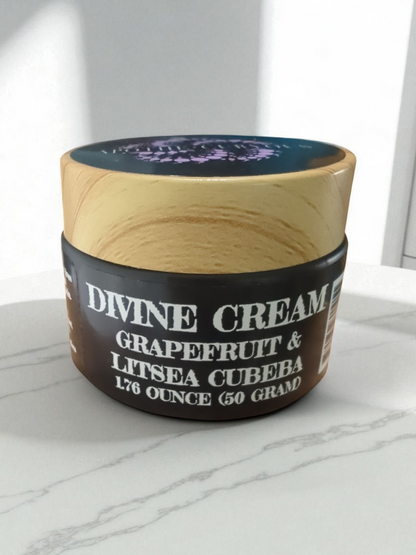 DIVINE CREAM
GRAPEFRUIT &
LITSEA CUBEBA
1.76 OUNCE (50 GRAM)